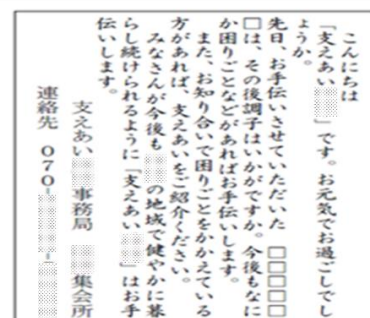 こんにちは
「支えあい　　」です。お元気でお過ごしでし
ょうか。
先日、お手伝いさせていただいた　□□□□
□は、その後調子はいかがですか。今後もなに
か困りごとなどがあればお手伝いします。
また、お知り合いで困りごとをかかえている
方があれば、支えあいをご紹介ください。
みなさんが今後も　　の地域で健やかに暮
らし続けられるように「支えあい　　」はお手
伝いします。
支えあい　　事務局　　集会所
連絡先　０７０-　　-